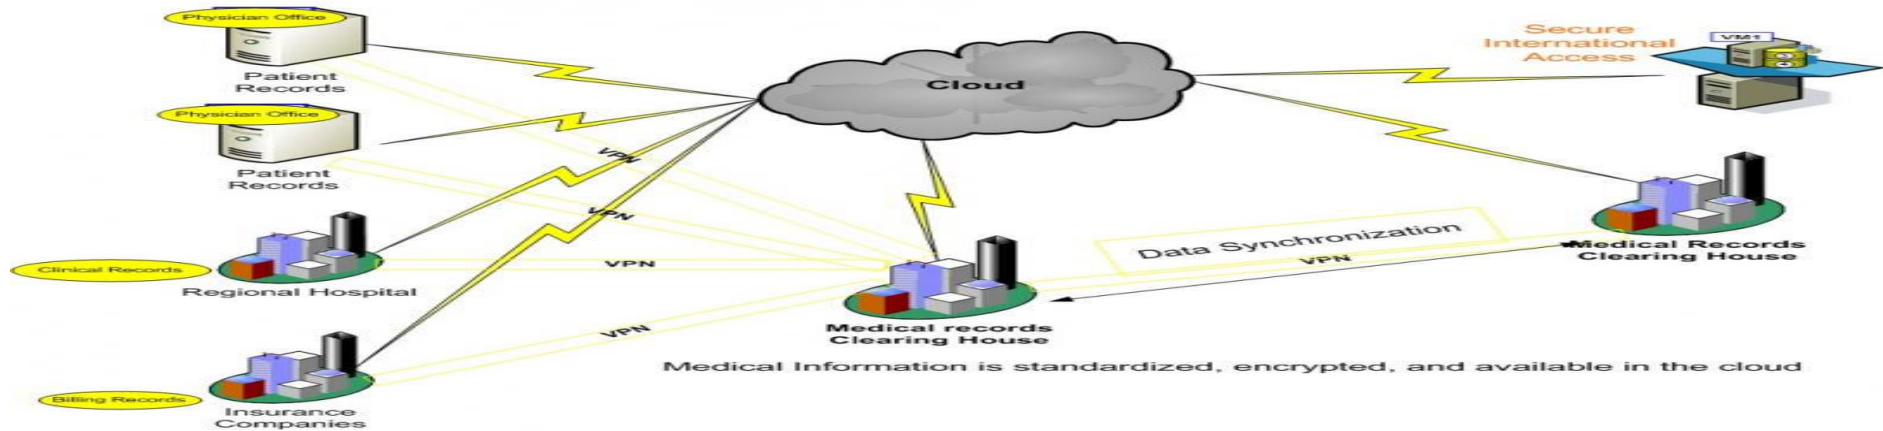 Physician Office
Patient
Records
Physician Office
Patient
Records
Clinical Records
Regional Hospital
Billing Records
Insurance
Companies
Cloud
VPN
VPN
VPN
VPN
Medical records
Clearing House
Data Synchronization
VPN
Secure
International
Access
VM1
Medical Records
Clearing House
Medical Information is standardized, encrypted, and available in the cloud